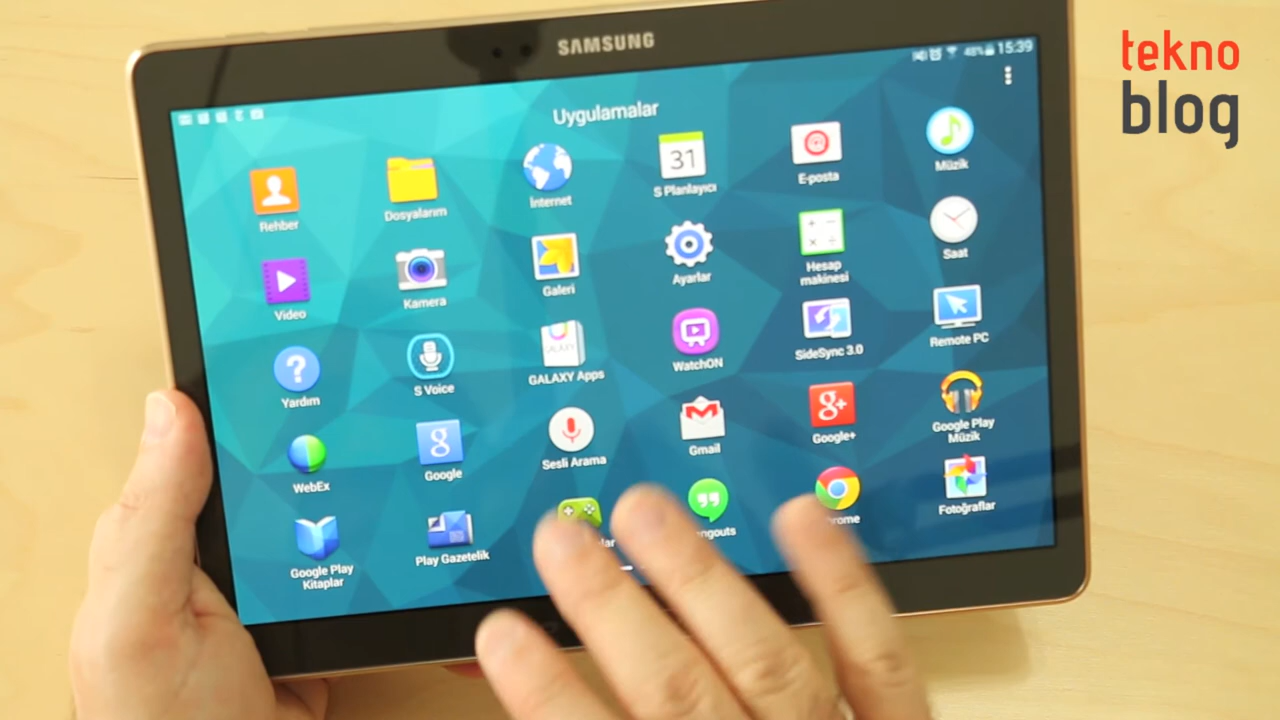 SAMSUNG
tekno
blog
48% 15:39
Uygulamalar
Rehber
Dosyalarım
İnternet
31
S Planlayıcı
E-posta
Müzik
Video
Kamera
Galeri
Ayarlar
Hesap
makinesi
Saat
Yardım
S Voice
GALAXY
GALAXY Apps
WatchON
SideSync 3.0
Remote PC
WebEx
Google
Sesli Arama
Gmail
Google+
Google Play
Müzik
Google Play
Kitaplar
Play Gazetelik
Fotoğraflar